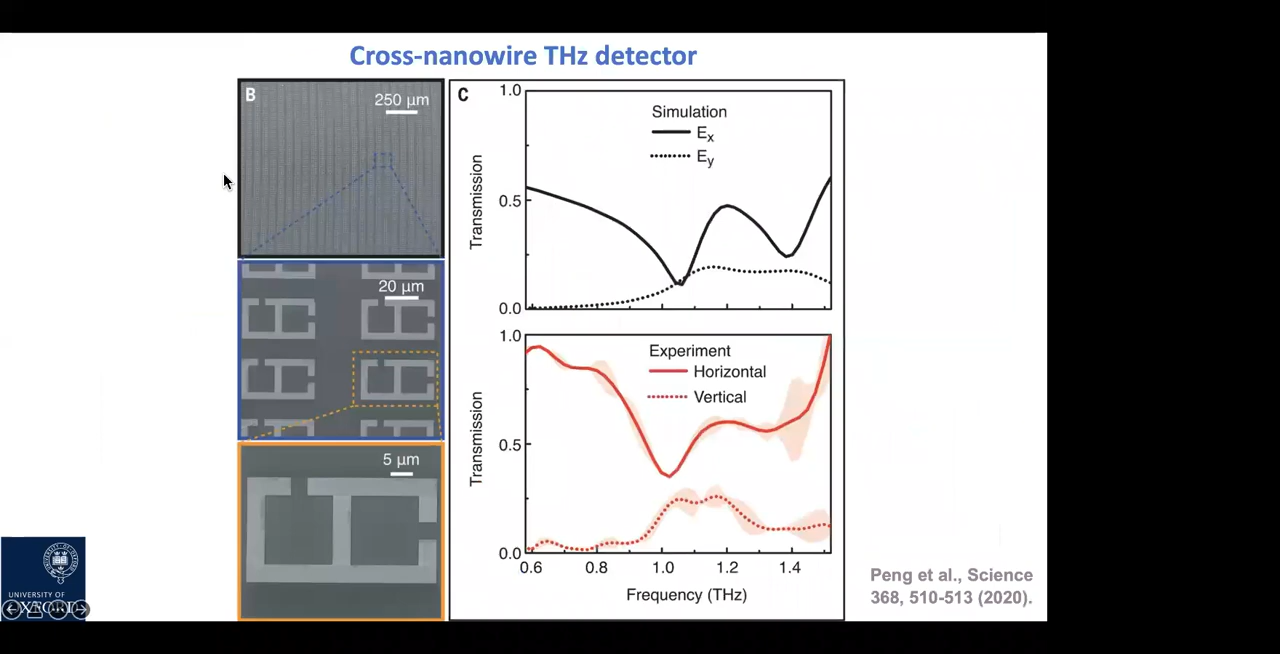 Cross-nanowire THz detector
B
250 μm
20 μm
5 μm
C
1.0
0.5
0.0
Transmission
Simulation
Ex
Ey
1.0
0.5
0.0
Transmission
Experiment
Horizontal
Vertical
0.6 0.8 1.0 1.2 1.4
Frequency (THz)
Peng et al., Science
368, 510-513 (2020).
UNIVERSITY OF
OXFORD